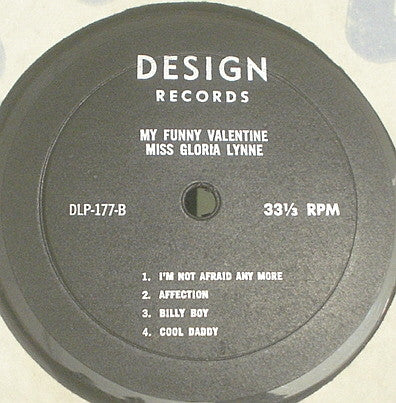 DESIGN
RECORDS
MY FUNNY VALENTINE
MISS GLORIA LYNNE
DLP-177-B 33⅓ RPM
1. I'M NOT AFRAID ANY MORE
2. AFFECTION
3. BILLY BOY
4. COOL DADDY